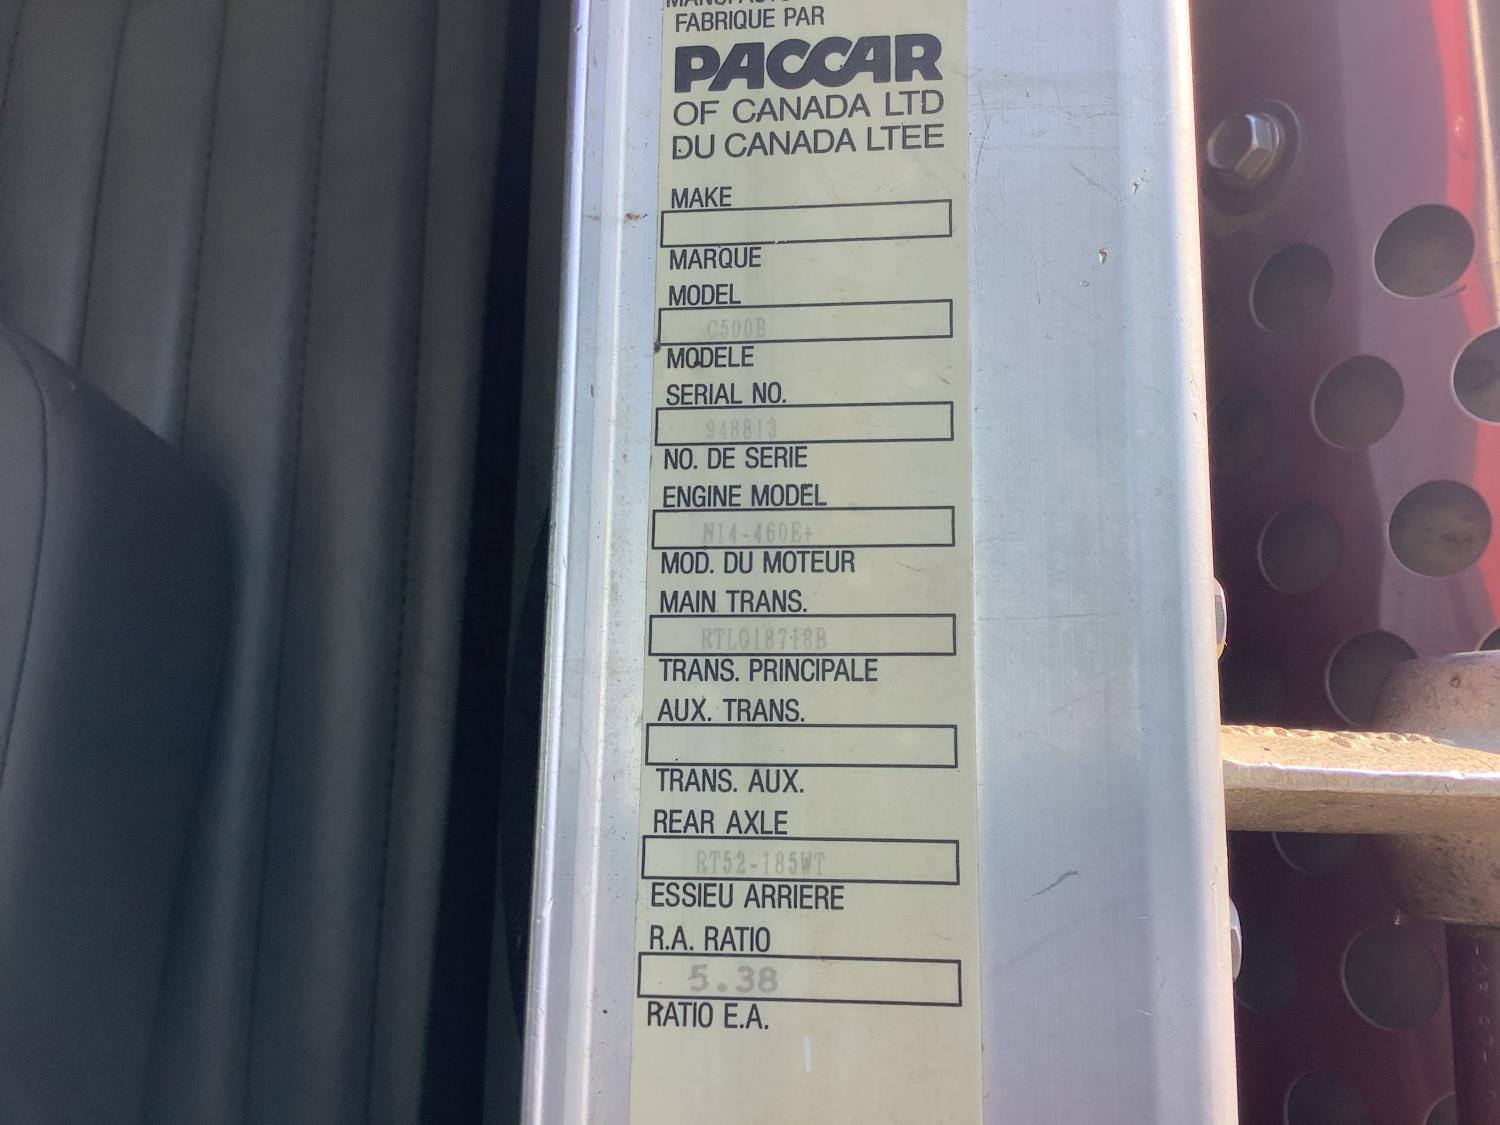 FABRIQUE PAR
PACCAR
OF CANADA LTD
DU CANADA LTEE
MAKE
MARQUE
MODEL
C500B
MODELE
SERIAL NO.
948813
NO. DE SERIE
ENGINE MODEL
N14-460E+
MOD. DU MOTEUR
MAIN TRANS.
RTLO18718B
TRANS. PRINCIPALE
AUX. TRANS.
TRANS. AUX.
REAR AXLE
RT52-185WT
ESSIEU ARRIERE
R.A. RATIO
5.38
RATIO E.A.